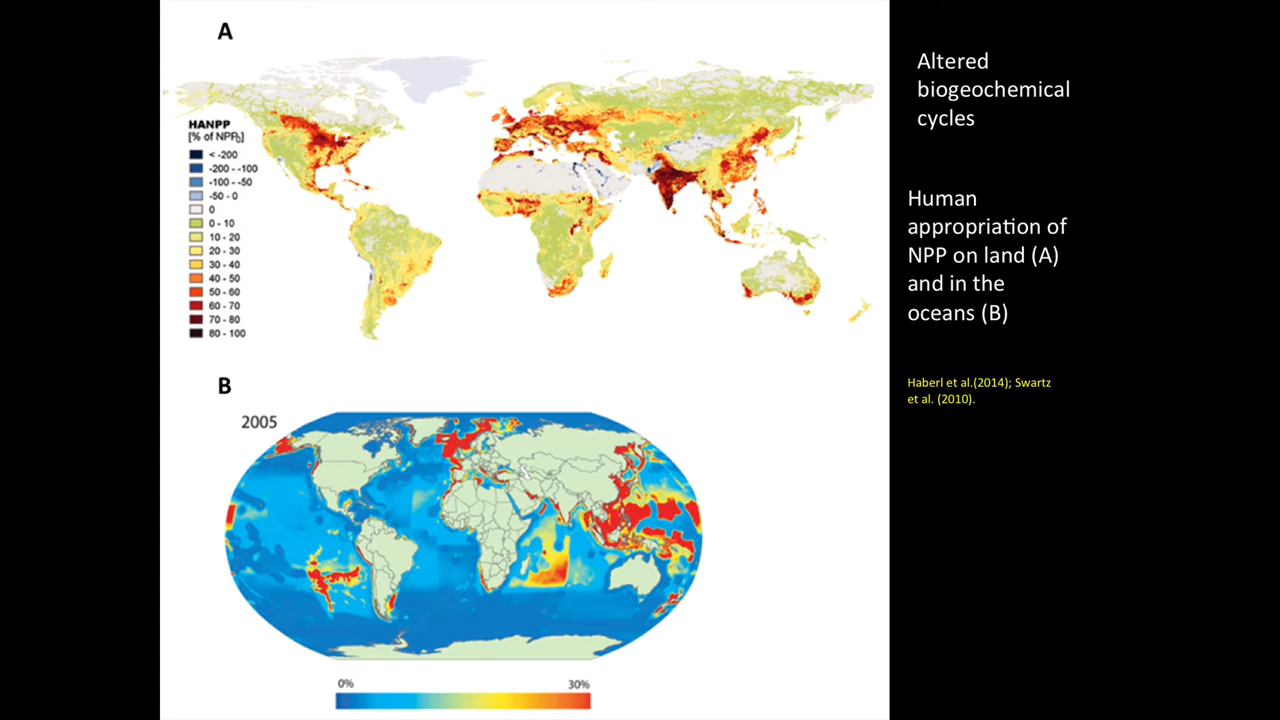 A
HANPP
[% of NPP₀]
< -200
-200 - -100
-100 - -50
-50 - 0
0
0 - 10
10 - 20
20 - 30
30 - 40
40 - 50
50 - 60
60 - 70
70 - 80
80 - 100
B
2005
0%
30%
Altered
biogeochemical
cycles
Human
appropriation of
NPP on land (A)
and in the
oceans (B)
Haberl et al.(2014); Swartz
et al. (2010).